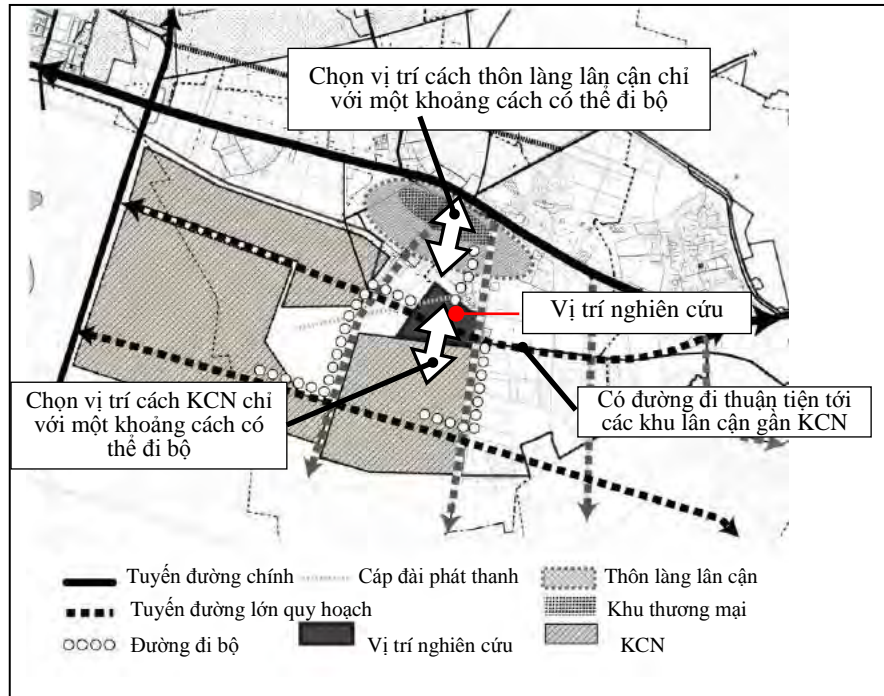 Chọn vị trí cách thôn làng lân cận chỉ
với một khoảng cách có thể đi bộ
Vị trí nghiên cứu
Chọn vị trí cách KCN chỉ
với một khoảng cách có
thể đi bộ
Có đường đi thuận tiện tới
các khu lân cận gần KCN
Tuyến đường chính
Cáp đài phát thanh
Thôn làng lân cận
Tuyến đường lớn quy hoạch
Khu thương mại
Đường đi bộ
Vị trí nghiên cứu
KCN